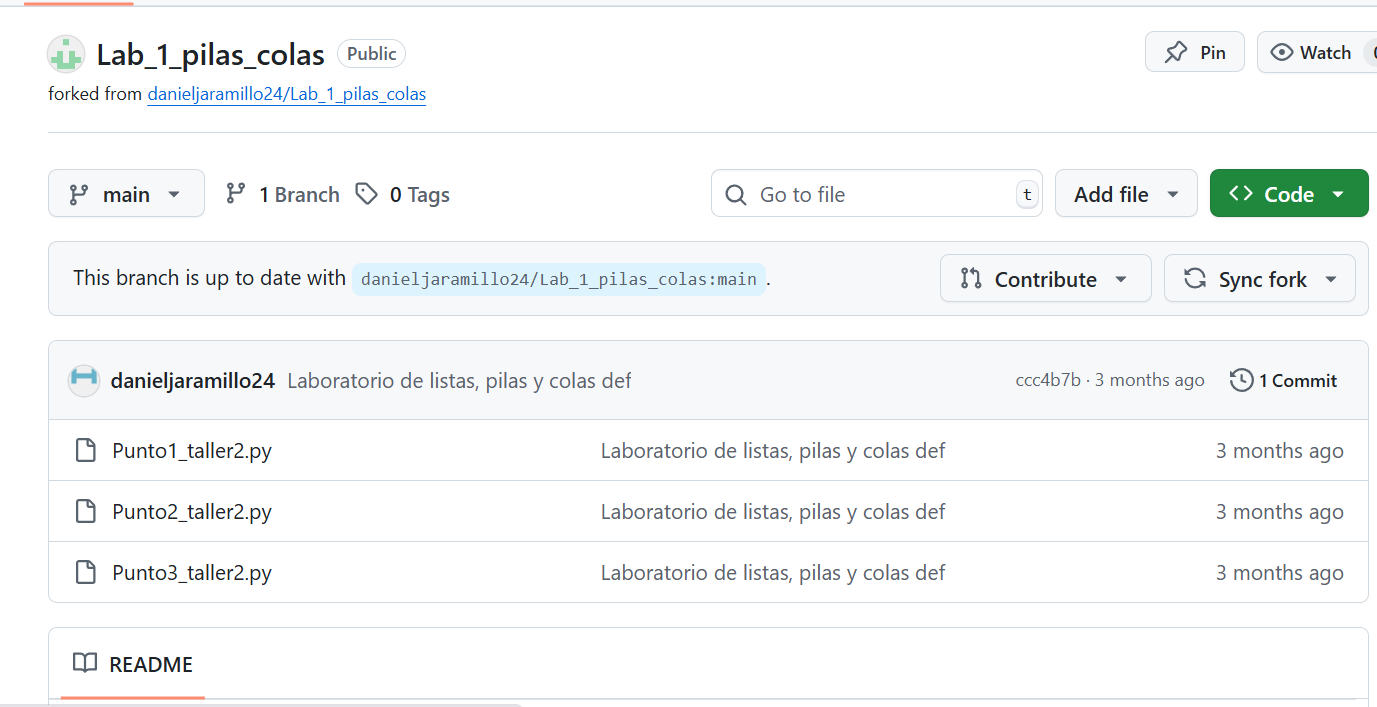 Lab_1_pilas_colas Public Pin Watch
forked from danieljaramillo24/Lab_1_pilas_colas
main 1 Branch 0 Tags Go to file t Add file Code
This branch is up to date with danieljaramillo24/Lab_1_pilas_colas:main . Contribute Sync fork
danieljaramillo24 Laboratorio de listas, pilas y colas def ccc4b7b · 3 months ago 1 Commit
Punto1_taller2.py Laboratorio de listas, pilas y colas def 3 months ago
Punto2_taller2.py Laboratorio de listas, pilas y colas def 3 months ago
Punto3_taller2.py Laboratorio de listas, pilas y colas def 3 months ago
README